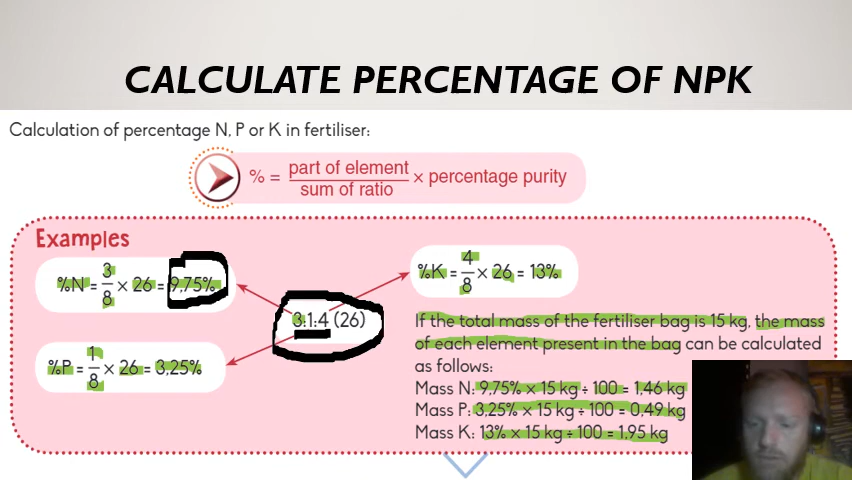 CALCULATE PERCENTAGE OF NPK
Calculation of percentage N, P or K in fertiliser:
% = part of element / sum of ratio × percentage purity
Examples
%N = 3/8 × 26 = 9,75%
%K = 4/8 × 26 = 13%
3:1:4 (26)
%P = 1/8 × 26 = 3,25%
If the total mass of the fertiliser bag is 15 kg, the mass
of each element present in the bag can be calculated
as follows:
Mass N: 9,75% × 15 kg ÷ 100 = 1,46 kg
Mass P: 3,25% × 15 kg ÷ 100 = 0,49 kg
Mass K: 13% × 15 kg ÷ 100 = 1,95 kg